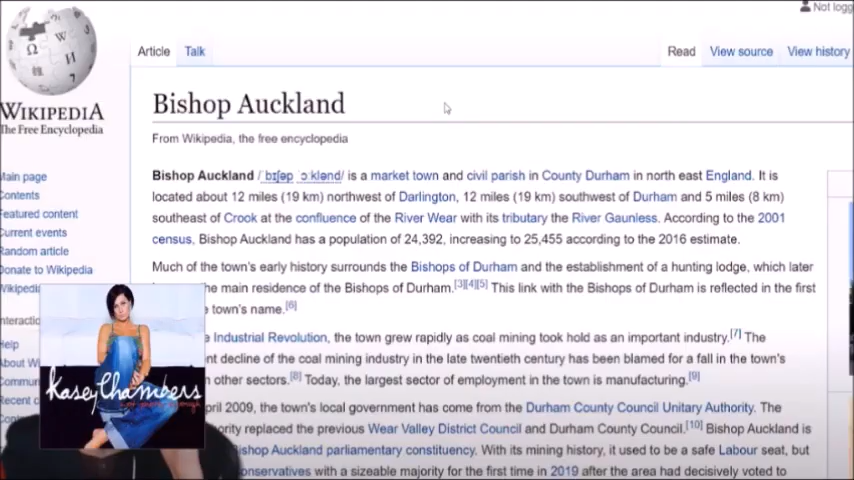 Not logg
Article Talk Read View source View history
WIKIPEDIA
The Free Encyclopedia
Bishop Auckland
From Wikipedia, the free encyclopedia
Main page
Contents
Featured content
Current events
Random article
Donate to Wikipedia
Wikipedia
Interactio
Help
About Wi
Commun
Recent c
Bishop Auckland /ˈbɪʃəp ˈɔːklənd/ is a market town and civil parish in County Durham in north east England. It is
located about 12 miles (19 km) northwest of Darlington, 12 miles (19 km) southwest of Durham and 5 miles (8 km)
southeast of Crook at the confluence of the River Wear with its tributary the River Gaunless. According to the 2001
census, Bishop Auckland has a population of 24,392, increasing to 25,455 according to the 2016 estimate.
Much of the town's early history surrounds the Bishops of Durham and the establishment of a hunting lodge, which later
the main residence of the Bishops of Durham.[3][4][5] This link with the Bishops of Durham is reflected in the first
town's name.[6]
Industrial Revolution, the town grew rapidly as coal mining took hold as an important industry.[7] The
nt decline of the coal mining industry in the late twentieth century has been blamed for a fall in the town's
n other sectors.[8] Today, the largest sector of employment in the town is manufacturing.[9]
pril 2009, the town's local government has come from the Durham County Council Unitary Authority. The
ority replaced the previous Wear Valley District Council and Durham County Council.[10] Bishop Auckland is
Bishop Auckland parliamentary constituency. With its mining history, it used to be a safe Labour seat, but
onservatives with a sizeable majority for the first time in 2019 after the area had decisively voted to
kasey Chambers